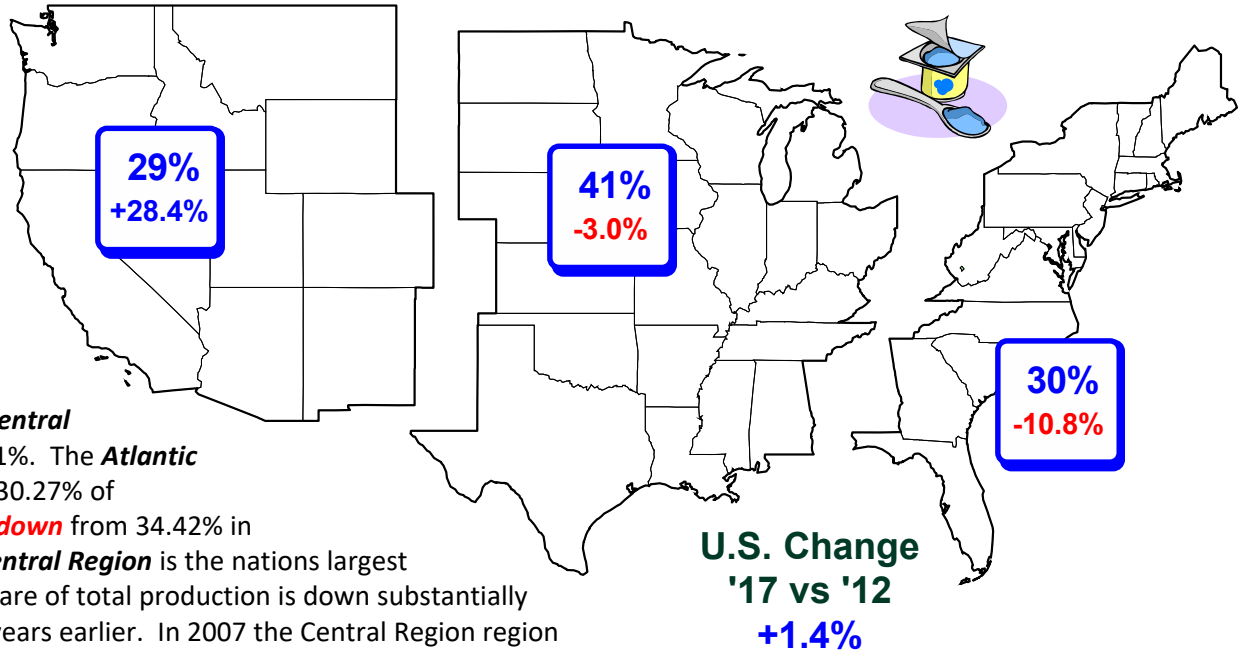 29%
+28.4%
41%
-3.0%
30%
-10.8%
entral
1%. The Atlantic
30.27% of
down from 34.42% in
entral Region is the nations largest
are of total production is down substantially
years earlier. In 2007 the Central Region region
U.S. Change
'17 vs '12
+1.4%